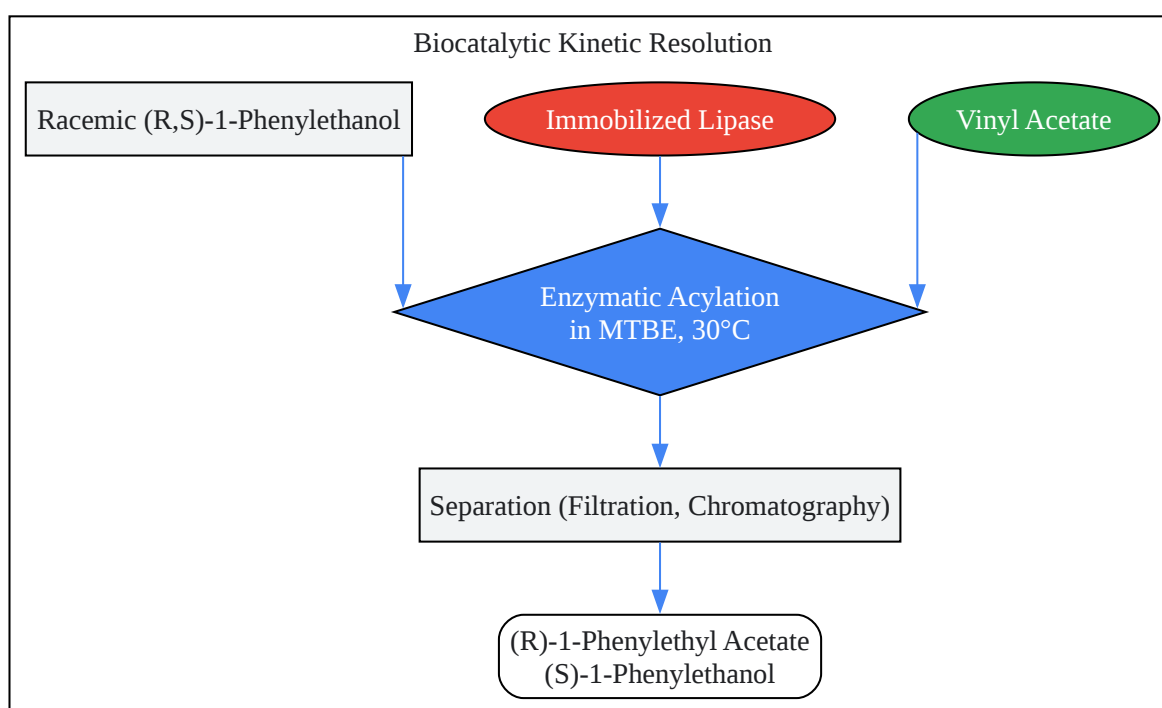 Biocatalytic Kinetic Resolution
Racemic (R,S)-1-Phenylethanol
Immobilized Lipase
Vinyl Acetate
Enzymatic Acylation
in MTBE, 30°C
Separation (Filtration, Chromatography)
(R)-1-Phenylethyl Acetate
(S)-1-Phenylethanol